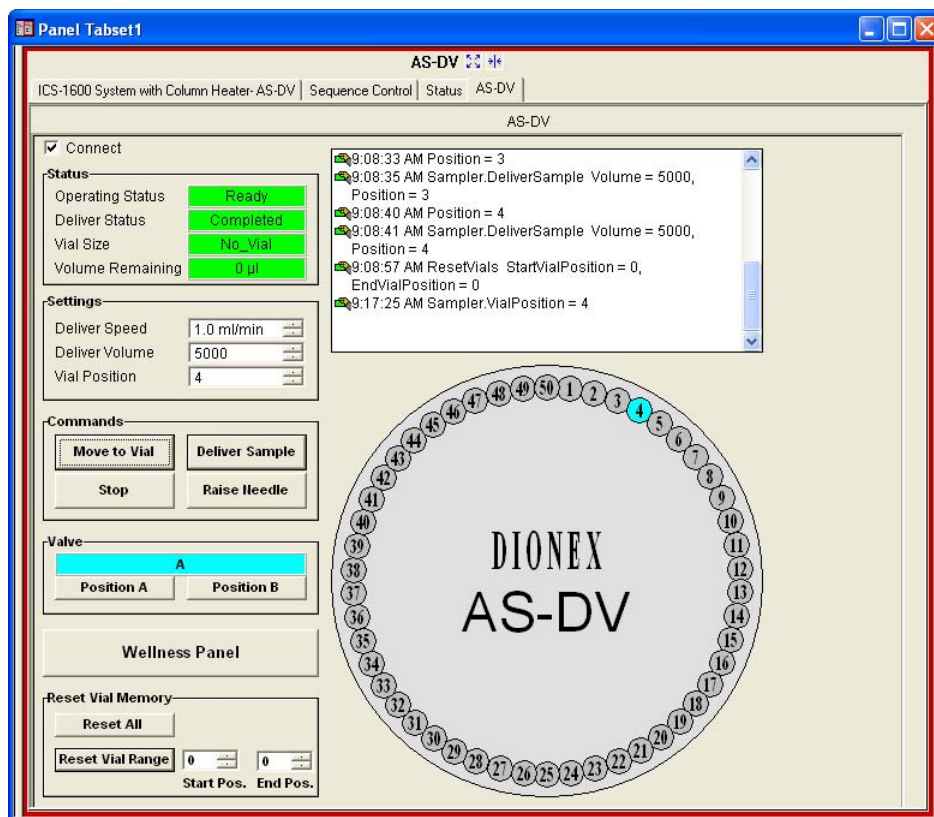 Panel Tabset1
AS-DV
ICS-1600 System with Column Heater- AS-DV
Sequence Control
Status
AS-DV
AS-DV
Connect
Status
Operating Status Ready
Deliver Status Completed
Vial Size No_Vial
Volume Remaining 0 µl
Settings
Deliver Speed 1.0 ml/min
Deliver Volume 5000
Vial Position 4
Commands
Move to Vial Deliver Sample
Stop Raise Needle
Valve
A
Position A Position B
Wellness Panel
Reset Vial Memory
Reset All
Reset Vial Range 0 0
Start Pos. End Pos.
9:08:33 AM Position = 3
9:08:35 AM Sampler.DeliverSample Volume = 5000,
Position = 3
9:08:40 AM Position = 4
9:08:41 AM Sampler.DeliverSample Volume = 5000,
Position = 4
9:08:57 AM ResetVials StartVialPosition = 0,
EndVialPosition = 0
9:17:25 AM Sampler.VialPosition = 4
1
2
3
4
5
6
7
8
9
10
11
12
13
14
15
16
17
18
19
20
21
22
23
24
25
26
27
28
29
30
31
32
33
34
35
36
37
38
39
40
41
42
43
44
45
46
47
48
49
50
DIONEX
AS-DV